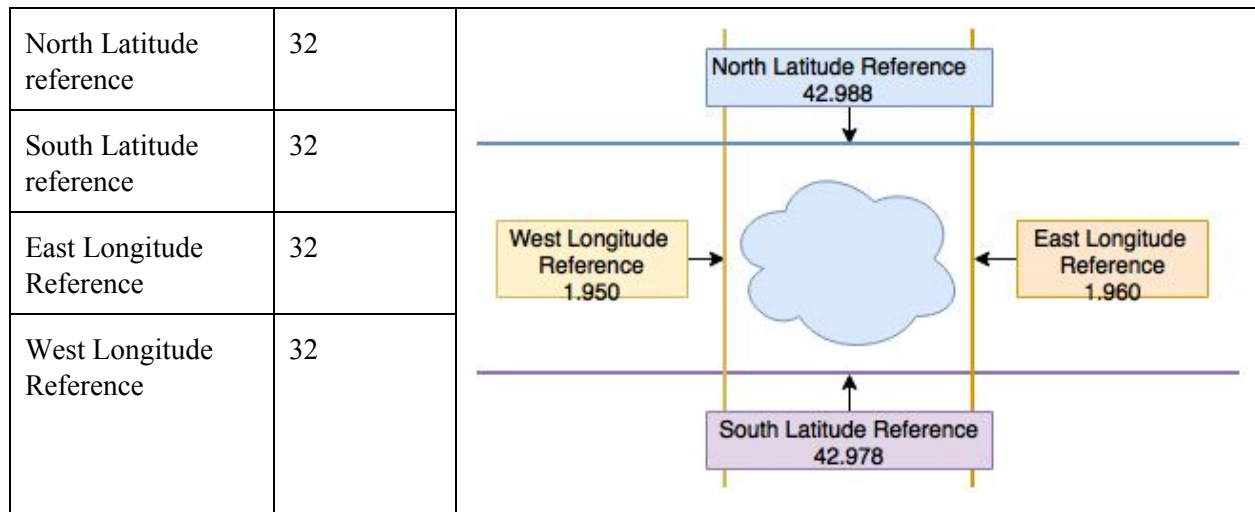 North Latitude
reference
32
South Latitude
reference
32
East Longitude
Reference
32
West Longitude
Reference
32
North Latitude Reference
42.988
West Longitude
Reference
1.950
East Longitude
Reference
1.960
South Latitude Reference
42.978